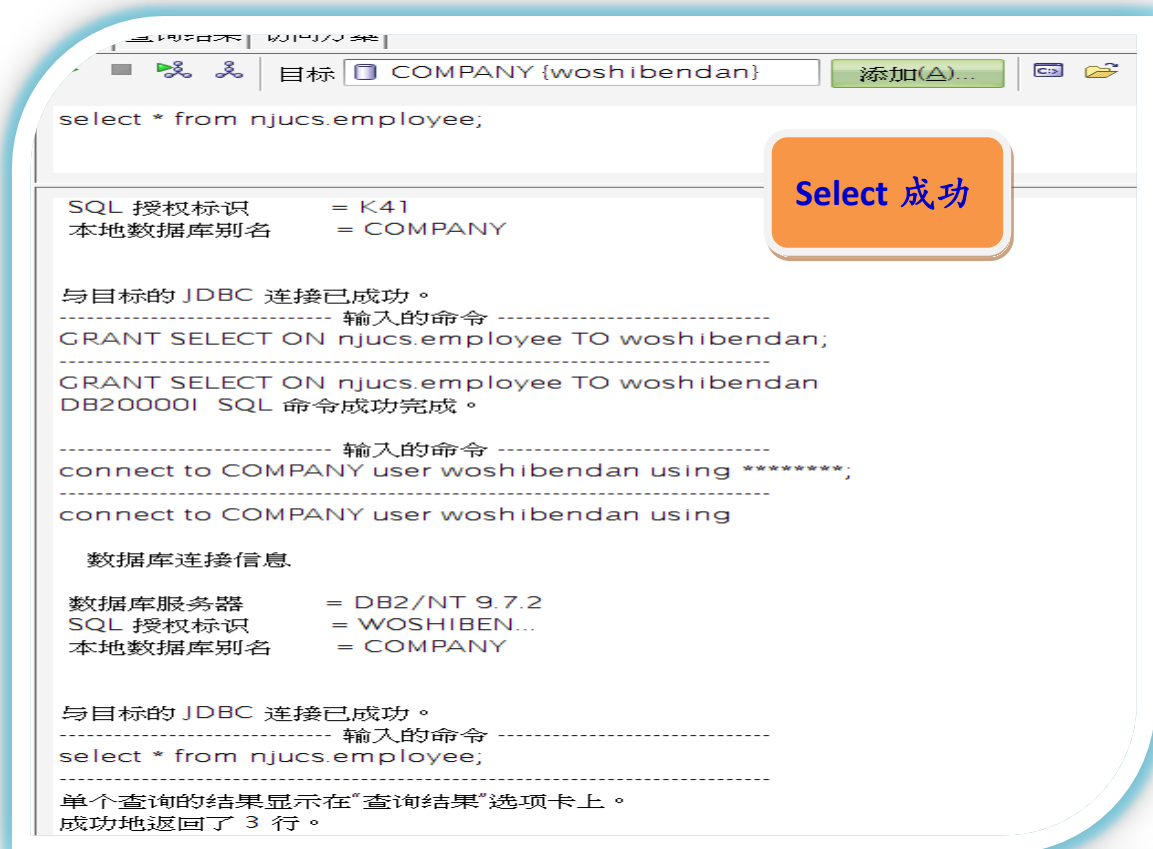 查询结果 访问方案
目标 COMPANY {woshibendan} 添加(A)...
select * from njucs.employee;
Select 成功
SQL 授权标识 = K41
本地数据库别名 = COMPANY
与目标的 JDBC 连接已成功。
------------------------------ 输入的命令 ------------------------------
GRANT SELECT ON njucs.employee TO woshibendan;
------------------------------------------------------------------------------
GRANT SELECT ON njucs.employee TO woshibendan
DB20000I SQL 命令成功完成。
------------------------------ 输入的命令 ------------------------------
connect to COMPANY user woshibendan using ********;
------------------------------------------------------------------------------
connect to COMPANY user woshibendan using
数据库连接信息
数据库服务器 = DB2/NT 9.7.2
SQL 授权标识 = WOSHIBEN...
本地数据库别名 = COMPANY
与目标的 JDBC 连接已成功。
------------------------------ 输入的命令 ------------------------------
select * from njucs.employee;
------------------------------------------------------------------------------
单个查询的结果显示在“查询结果”选项卡上。
成功地返回了 3 行。